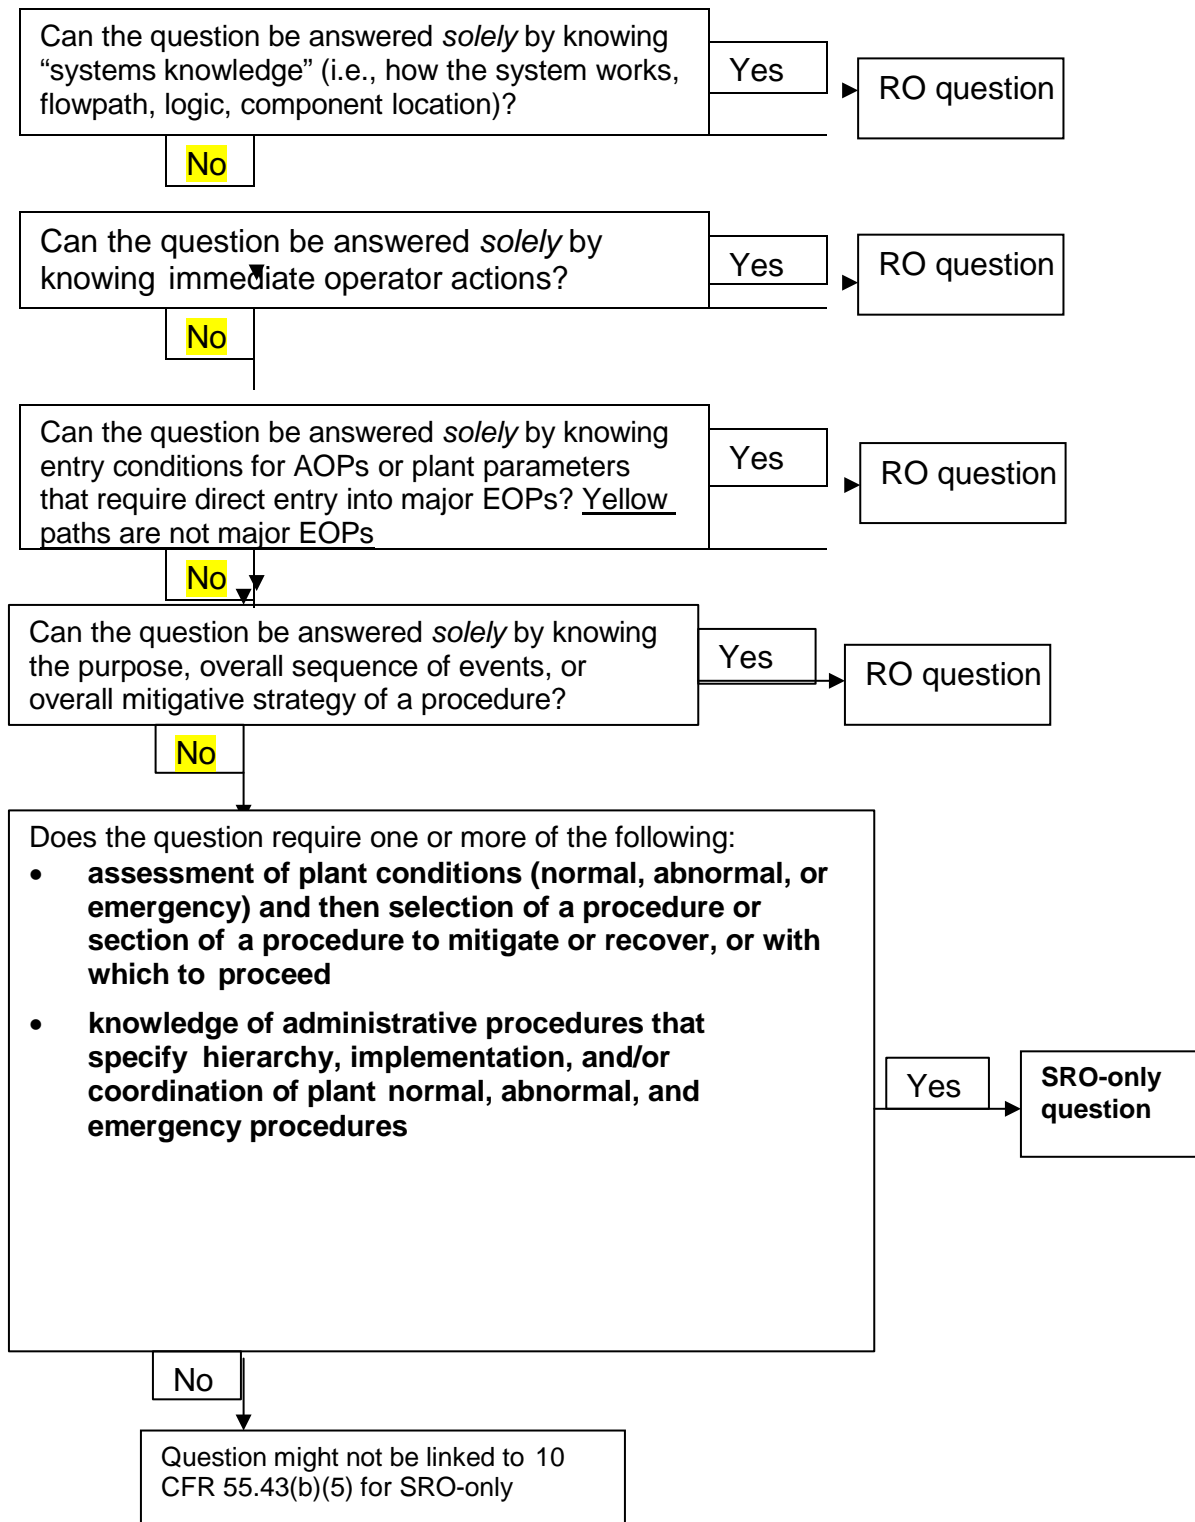 Can the question be answered solely by knowing
“systems knowledge” (i.e., how the system works,
flowpath, logic, component location)?
Yes
RO question
No
Can the question be answered solely by
knowing immediate operator actions?
Yes
RO question
No
Can the question be answered solely by knowing
entry conditions for AOPs or plant parameters
that require direct entry into major EOPs? Yellow
paths are not major EOPs
Yes
RO question
No
Can the question be answered solely by knowing
the purpose, overall sequence of events, or
overall mitigative strategy of a procedure?
Yes
RO question
No
Does the question require one or more of the following:
• assessment of plant conditions (normal, abnormal, or
emergency) and then selection of a procedure or
section of a procedure to mitigate or recover, or with
which to proceed
• knowledge of administrative procedures that
specify hierarchy, implementation, and/or
coordination of plant normal, abnormal, and
emergency procedures
Yes
SRO-only
question
No
Question might not be linked to 10
CFR 55.43(b)(5) for SRO-only